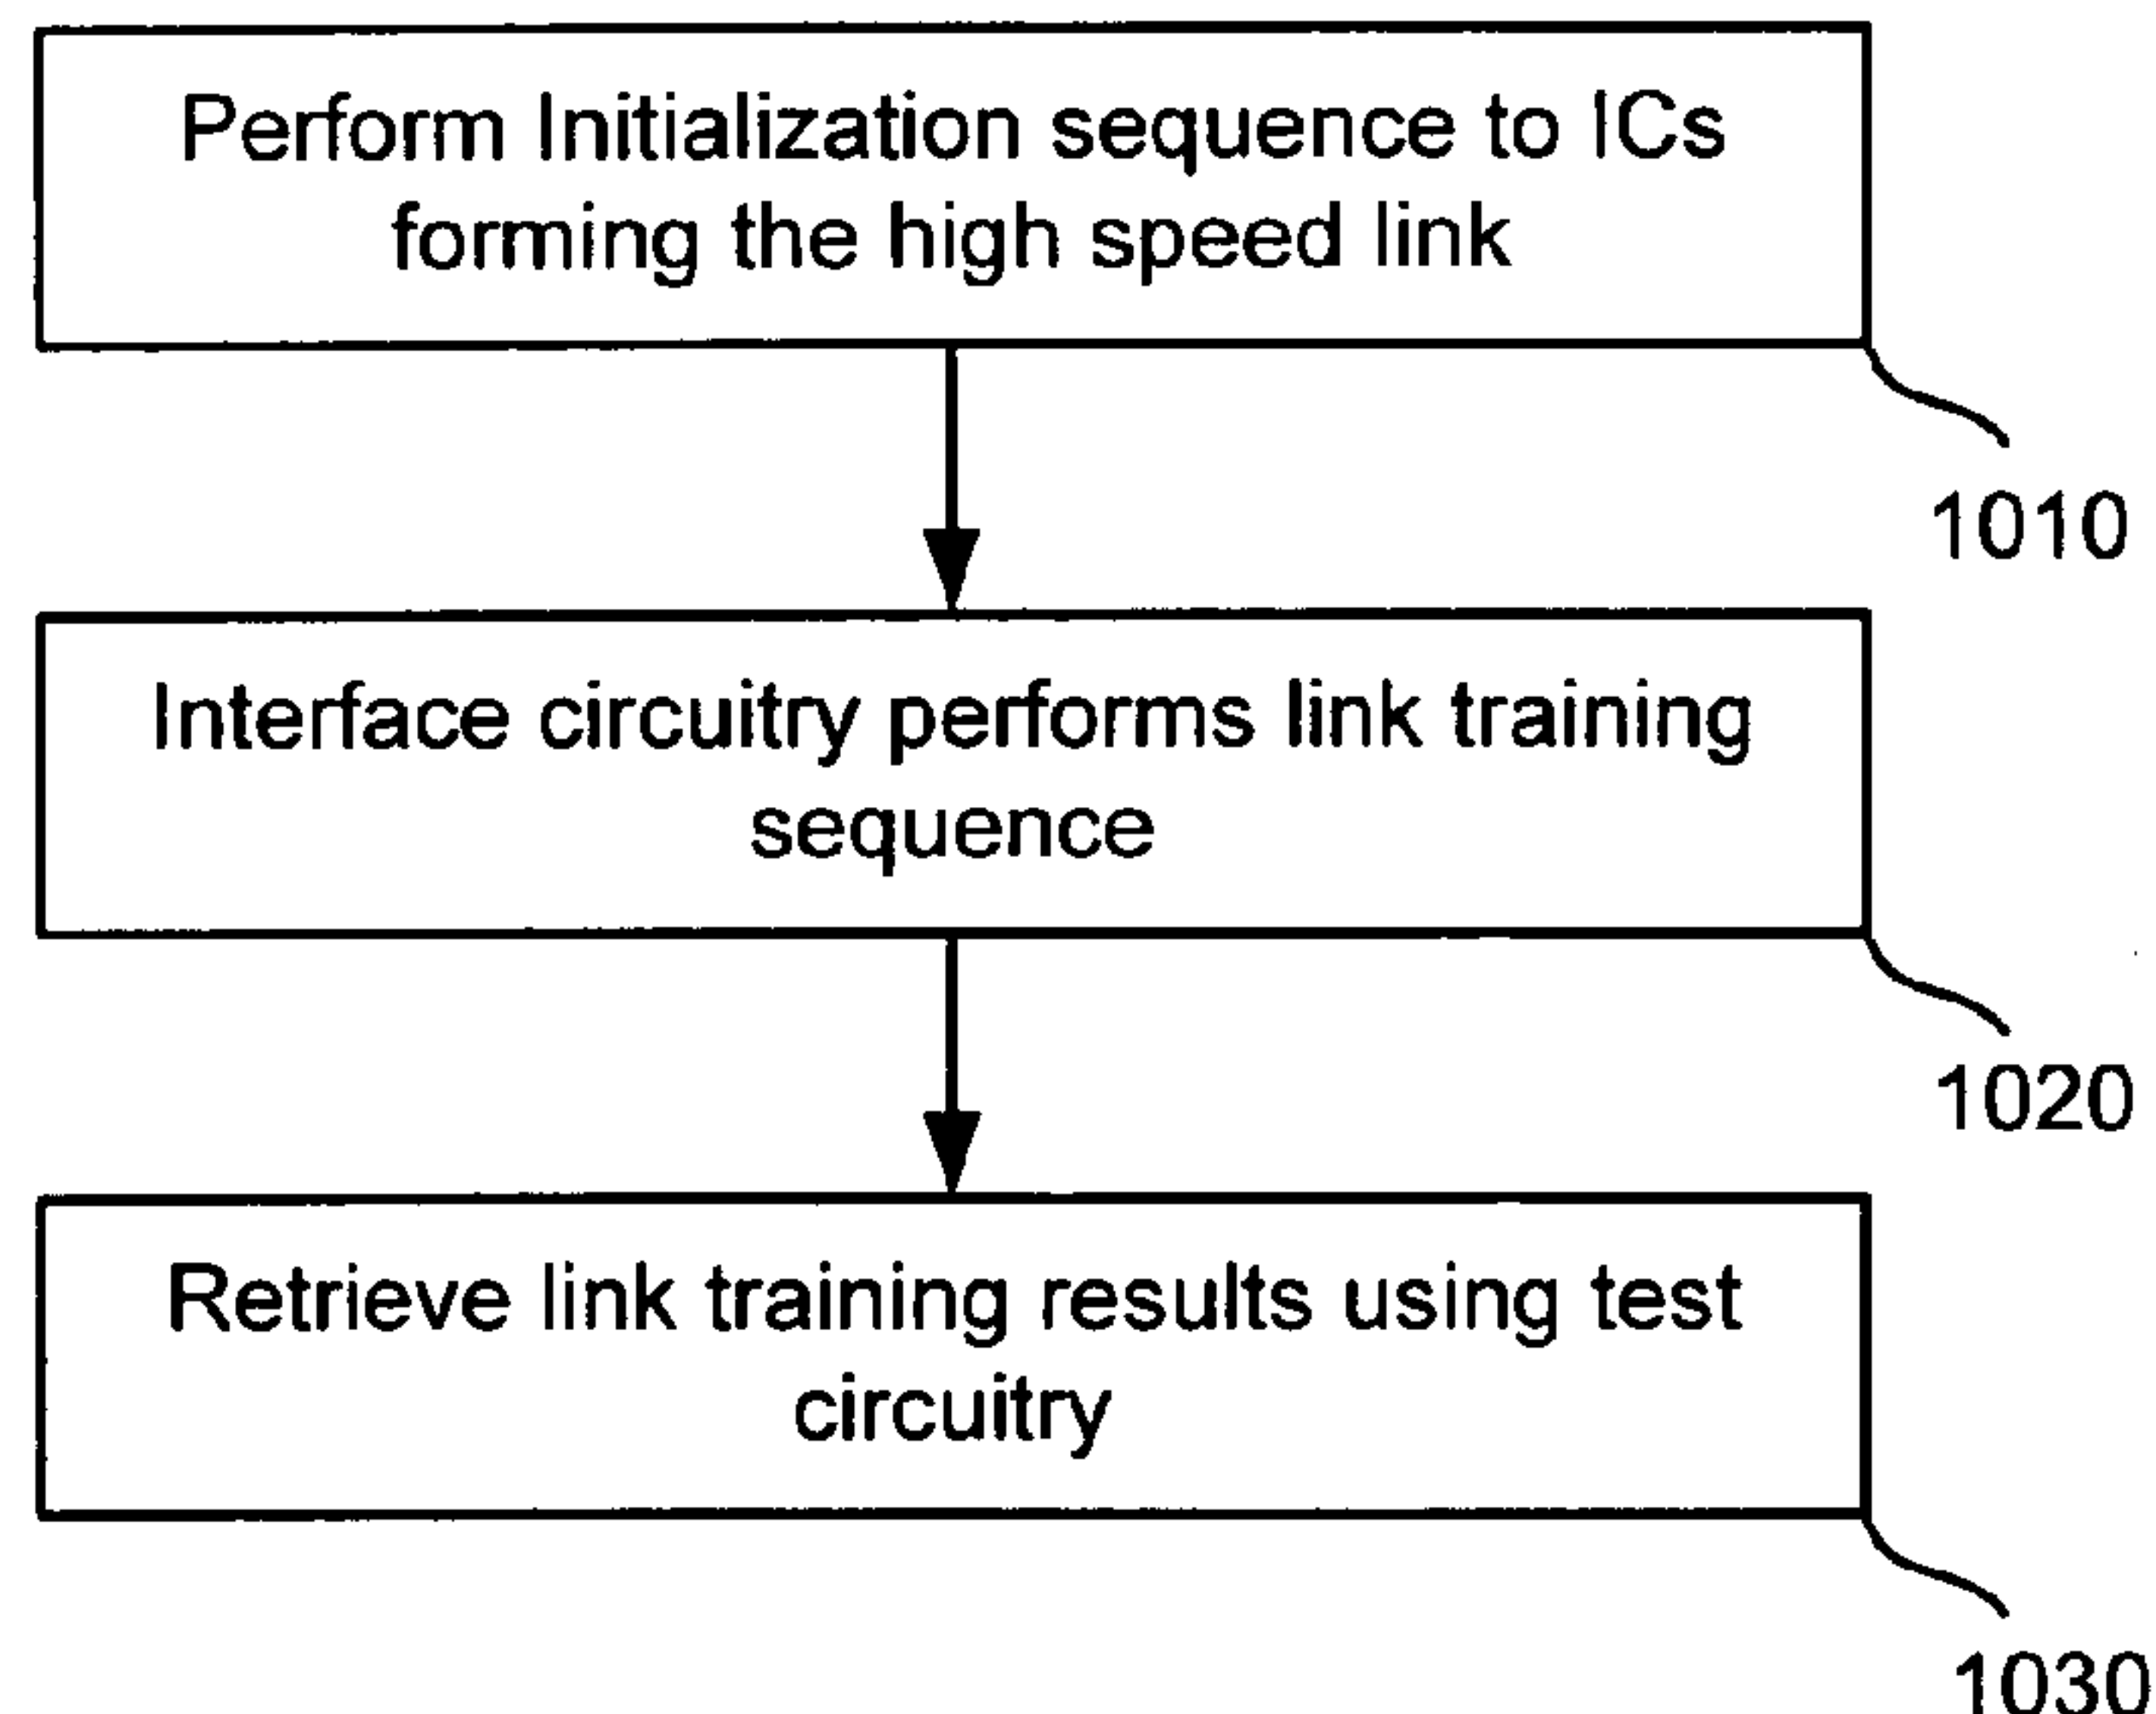 Perform Initialization sequence to ICs
forming the high speed link
1010
Interface circuitry performs link training
sequence
1020
Retrieve link training results using test
circuitry
1030